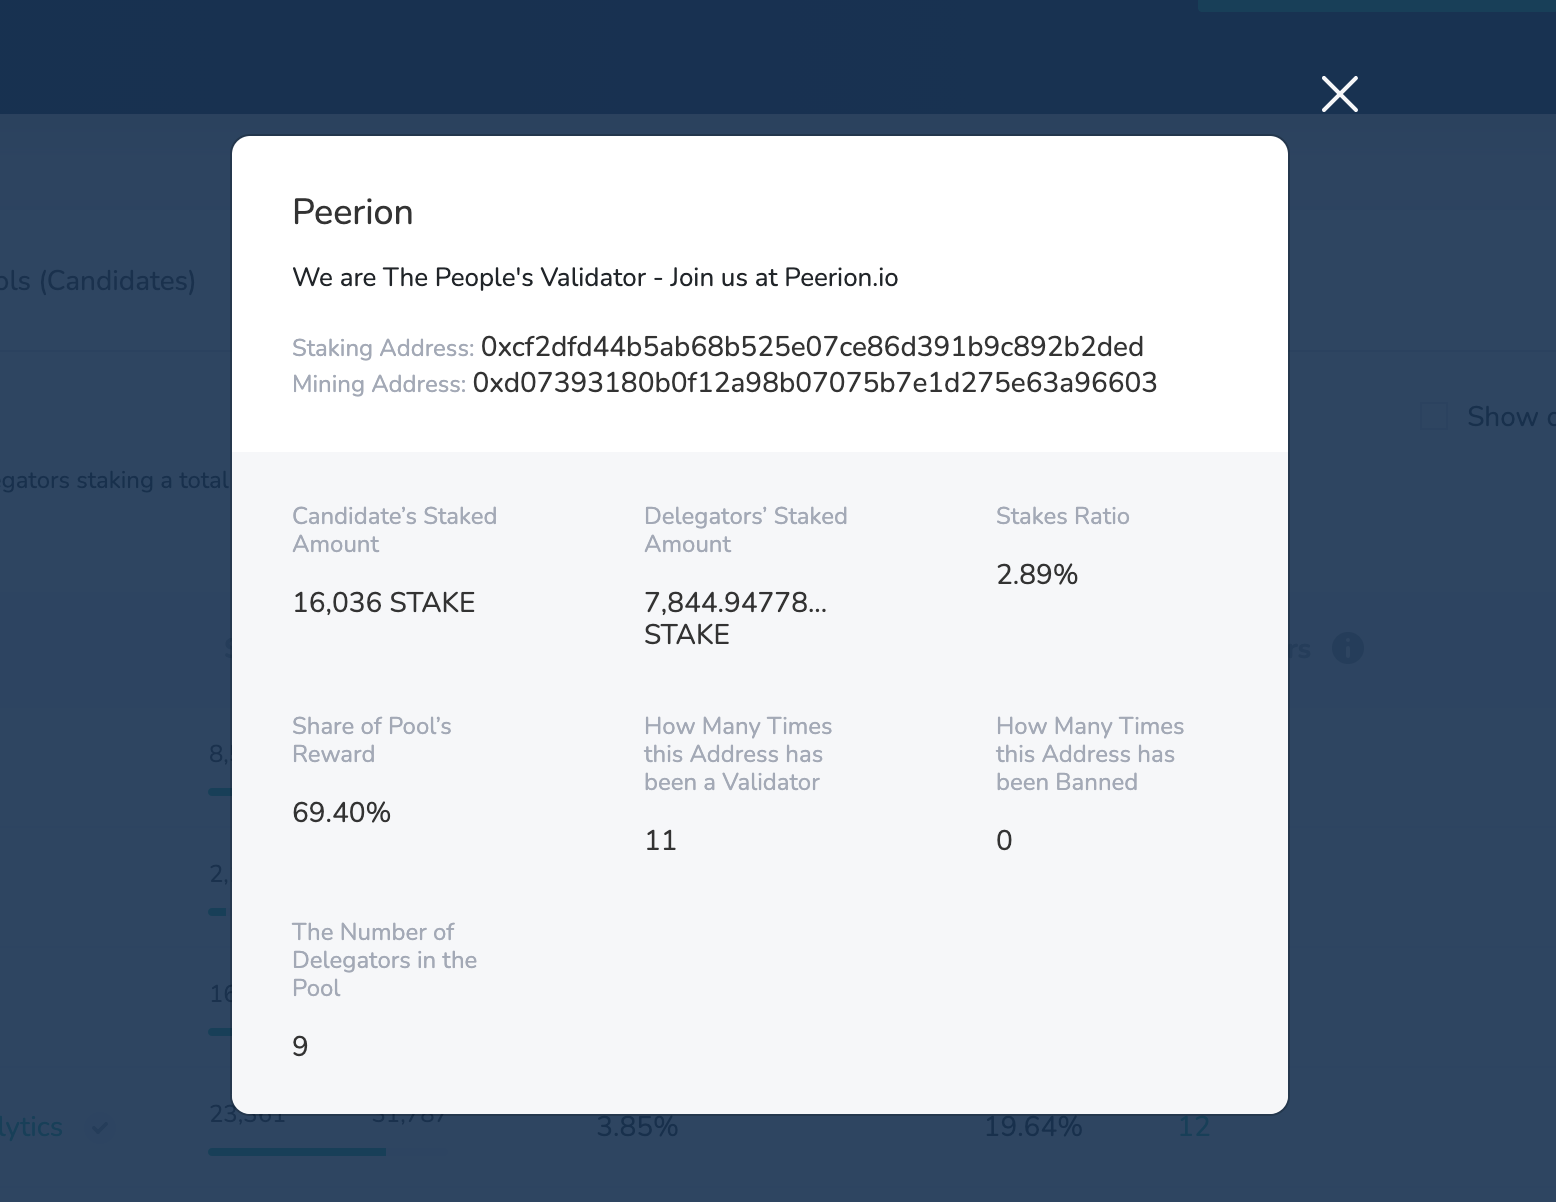 ols (Candidates)
Show
gators staking a total
Peerion
We are The People's Validator - Join us at Peerion.io
Staking Address: 0xcf2dfd44b5ab68b525e07ce86d391b9c892b2ded
Mining Address: 0xd07393180b0f12a98b07075b7e1d275e63a96603
Candidate’s Staked
Amount
16,036 STAKE
Delegators’ Staked
Amount
7,844.94778...
STAKE
Stakes Ratio
2.89%
Share of Pool’s
Reward
69.40%
How Many Times
this Address has
been a Validator
11
How Many Times
this Address has
been Banned
0
The Number of
Delegators in the
Pool
9
lytics
3.85%
19.64%
12